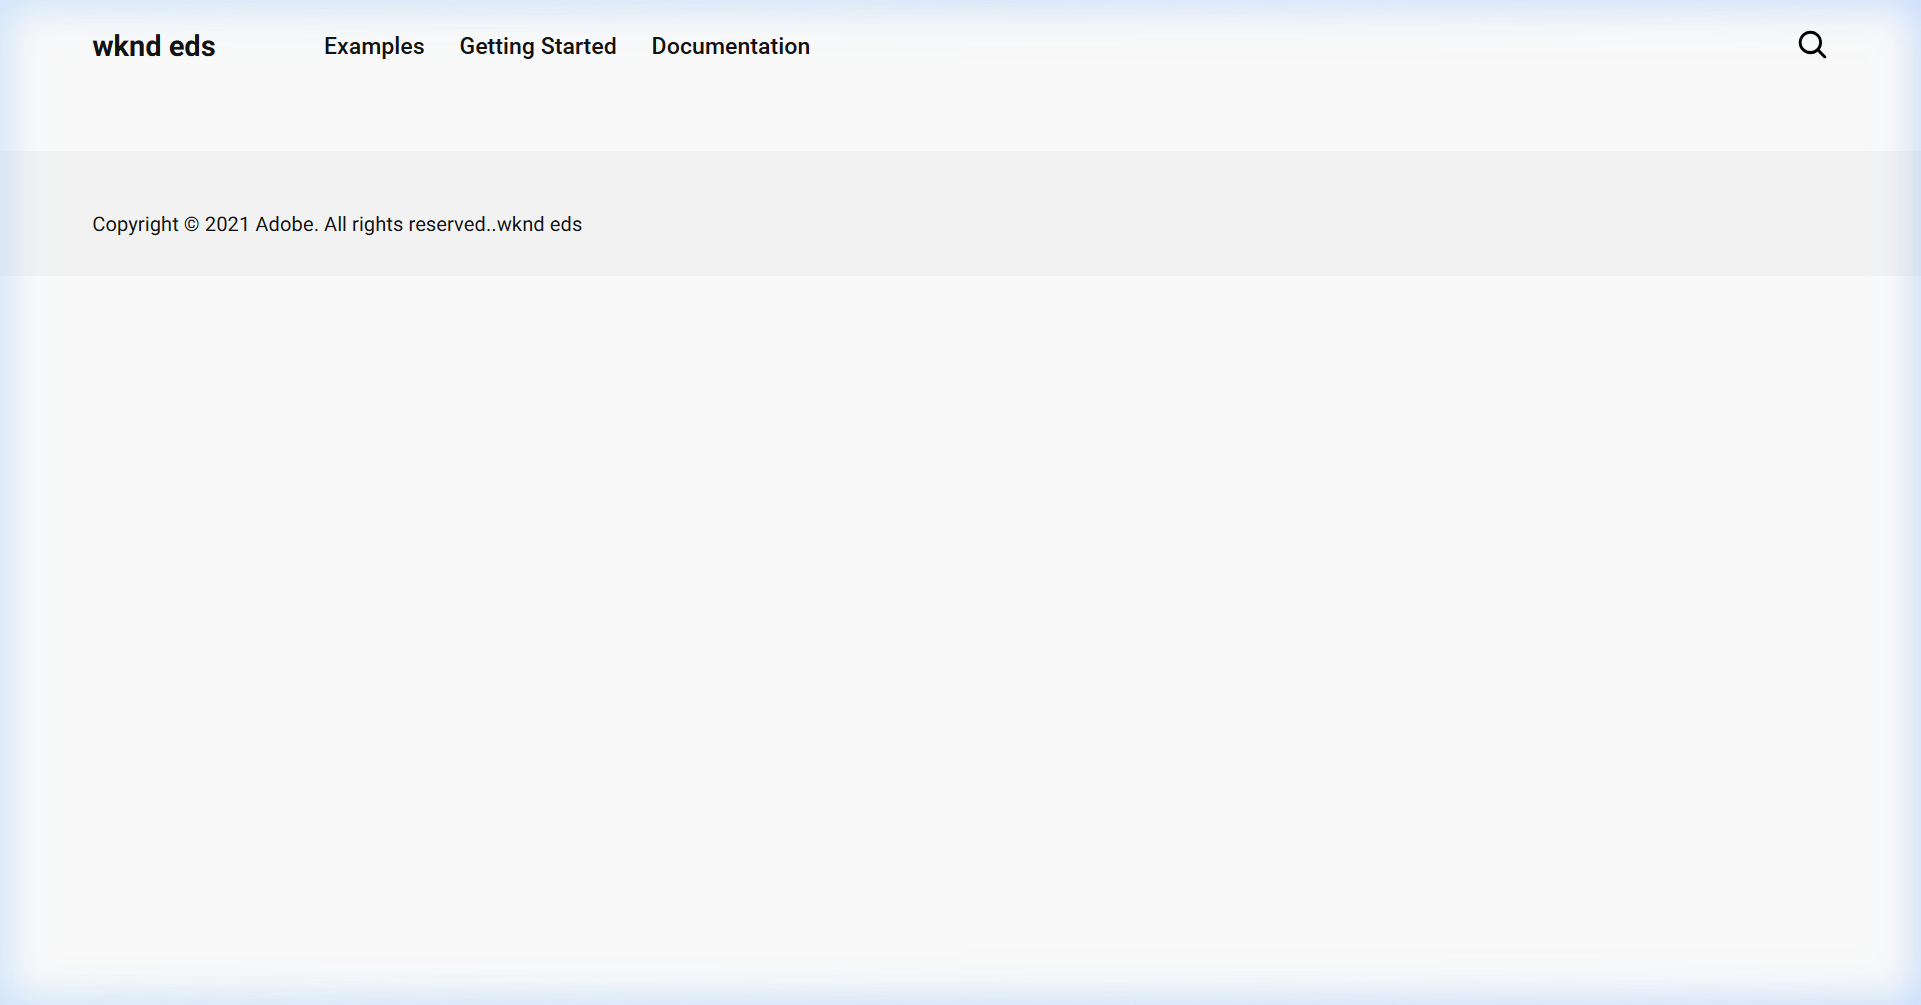 wknd eds
Examples Getting Started Documentation
Copyright © 2021 Adobe. All rights reserved..wknd eds